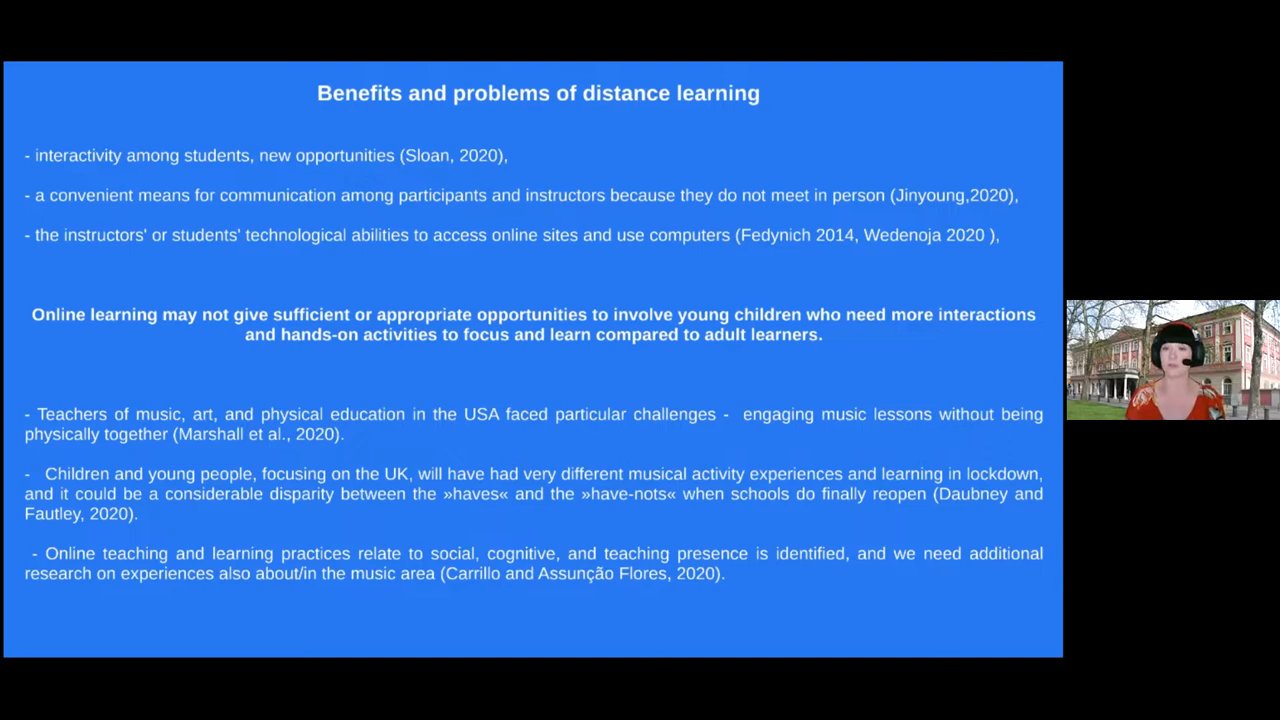 Benefits and problems of distance learning
- interactivity among students, new opportunities (Sloan, 2020),
- a convenient means for communication among participants and instructors because they do not meet in person (Jinyoung,2020),
- the instructors' or students' technological abilities to access online sites and use computers (Fedynich 2014, Wedenoja 2020 ),
Online learning may not give sufficient or appropriate opportunities to involve young children who need more interactions
and hands-on activities to focus and learn compared to adult learners.
- Teachers of music, art, and physical education in the USA faced particular challenges - engaging music lessons without being
physically together (Marshall et al., 2020).
- Children and young people, focusing on the UK, will have had very different musical activity experiences and learning in lockdown,
and it could be a considerable disparity between the »haves« and the »have-nots« when schools do finally reopen (Daubney and
Fautley, 2020).
- Online teaching and learning practices relate to social, cognitive, and teaching presence is identified, and we need additional
research on experiences also about/in the music area (Carrillo and Assunção Flores, 2020).